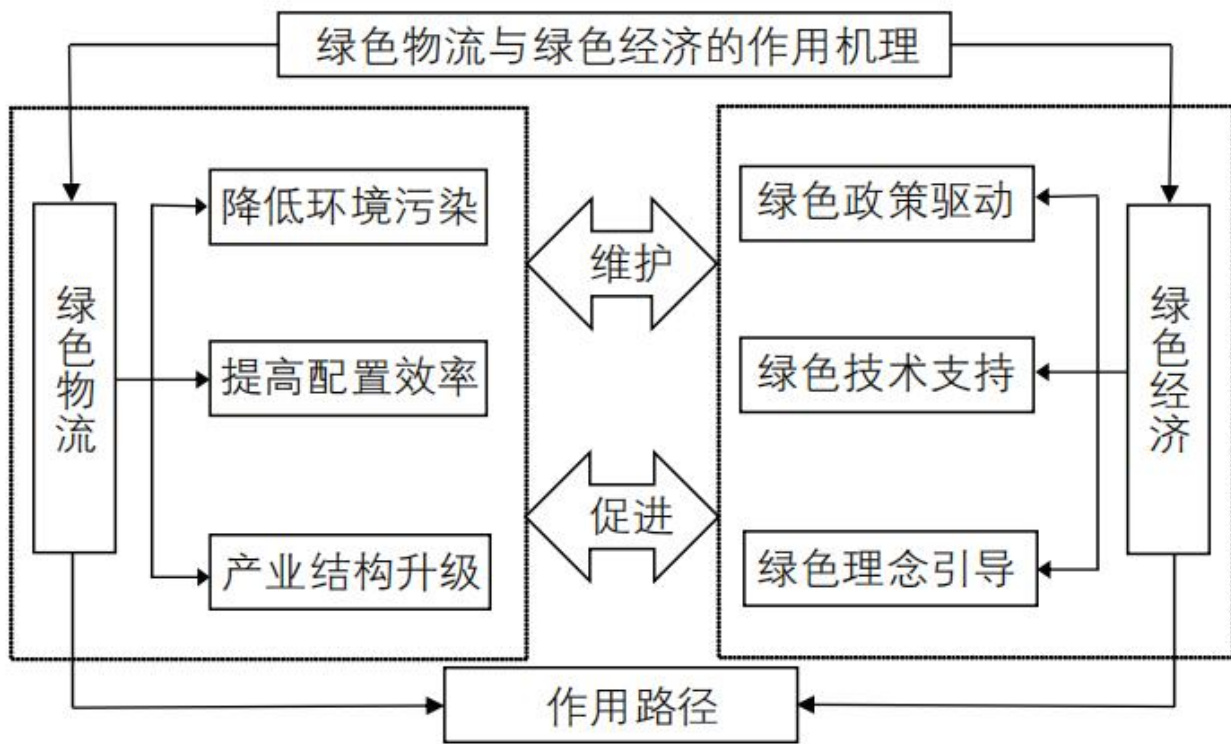 绿色物流与绿色经济的作用机理
绿色物流
降低环境污染
提高配置效率
产业结构升级
维护
促进
绿色政策驱动
绿色技术支持
绿色理念引导
绿色经济
作用路径